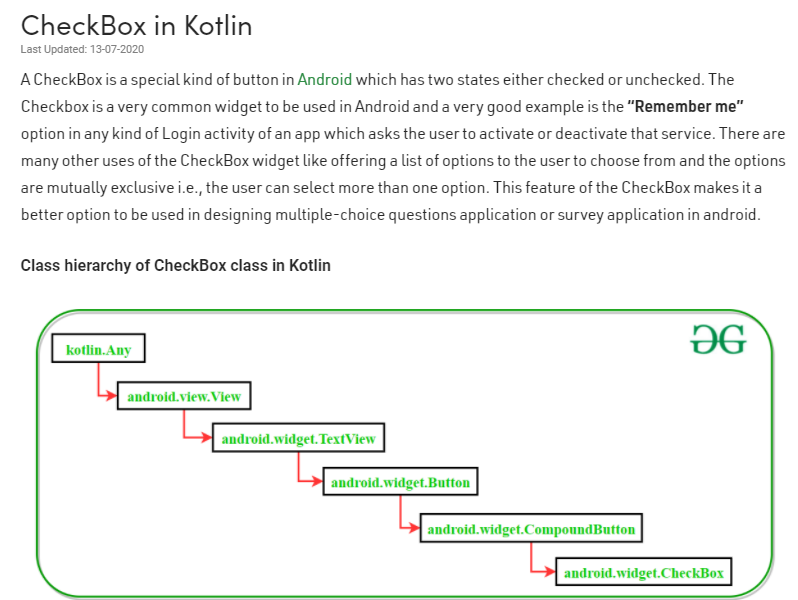 CheckBox in Kotlin
Last Updated: 13-07-2020
A CheckBox is a special kind of button in Android which has two states either checked or unchecked. The
Checkbox is a very common widget to be used in Android and a very good example is the “Remember me”
option in any kind of Login activity of an app which asks the user to activate or deactivate that service. There are
many other uses of the CheckBox widget like offering a list of options to the user to choose from and the options
are mutually exclusive i.e., the user can select more than one option. This feature of the CheckBox makes it a
better option to be used in designing multiple-choice questions application or survey application in android.
Class hierarchy of CheckBox class in Kotlin
kotlin.Any
android.view.View
android.widget.TextView
android.widget.Button
android.widget.CompoundButton
android.widget.CheckBox